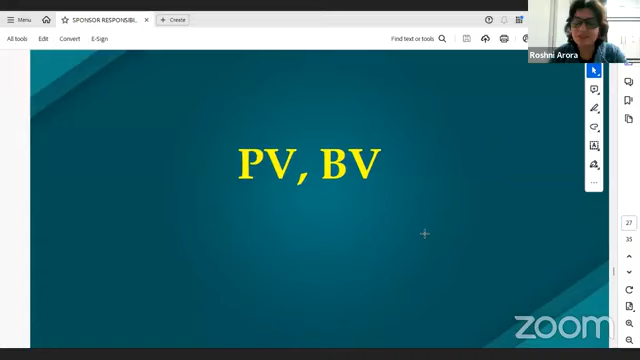 Menu
SPONSOR RESPONSIBIL...
Create
All tools Edit Convert E-Sign
Find text or tools
Roshni Arora
PV, BV
27
35
zoom